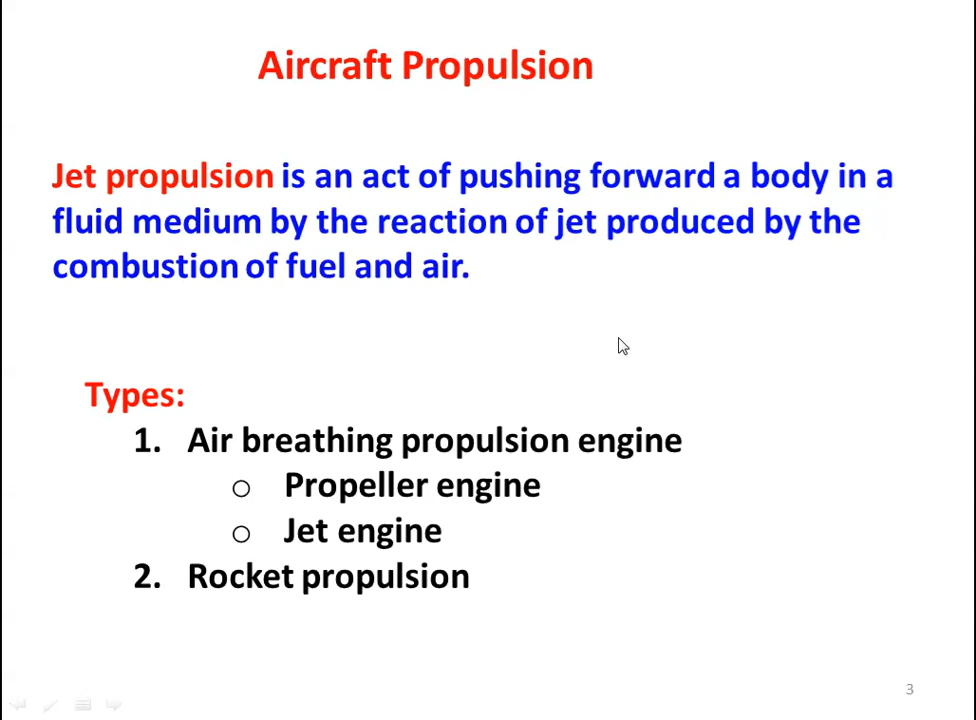 Aircraft Propulsion
Jet propulsion is an act of pushing forward a body in a
fluid medium by the reaction of jet produced by the
combustion of fuel and air.
Types:
1. Air breathing propulsion engine
o Propeller engine
o Jet engine
2. Rocket propulsion
3